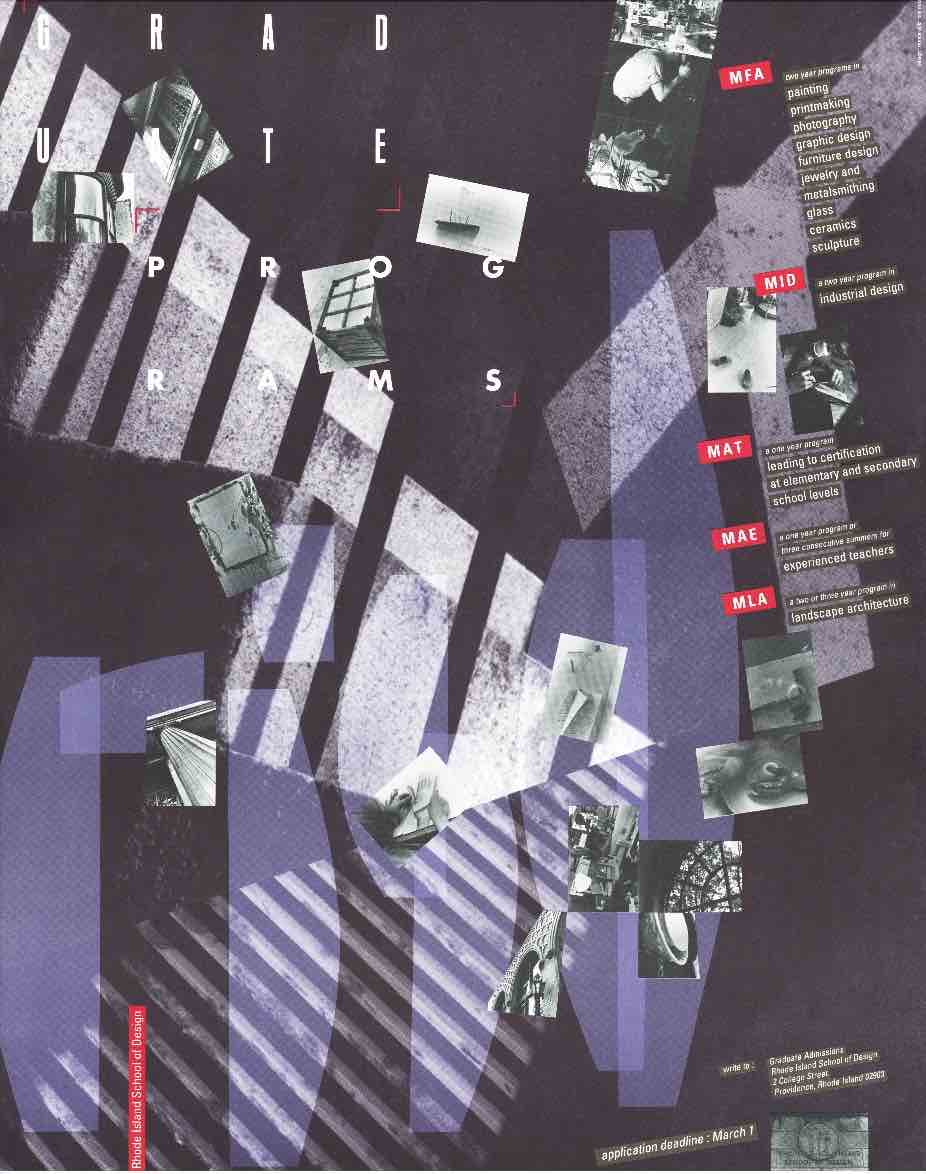 G R A D
U A T E
P R O G
R A M S
MFA
two year programs in
painting
printmaking
photography
graphic design
furniture design
jewelry and
metalsmithing
glass
ceramics
sculpture
MID
a two year program in
industrial design
MAT
a one year program
leading to certification
at elementary and secondary
school levels
MAE
a one year program or
three consecutive summers for
experienced teachers
MLA
a two or three year program in
landscape architecture
Rhode Island School of Design
write to :
Graduate Admissions
Rhode Island School of Design
2 College Street
Providence, Rhode Island 02903
application deadline : March 1